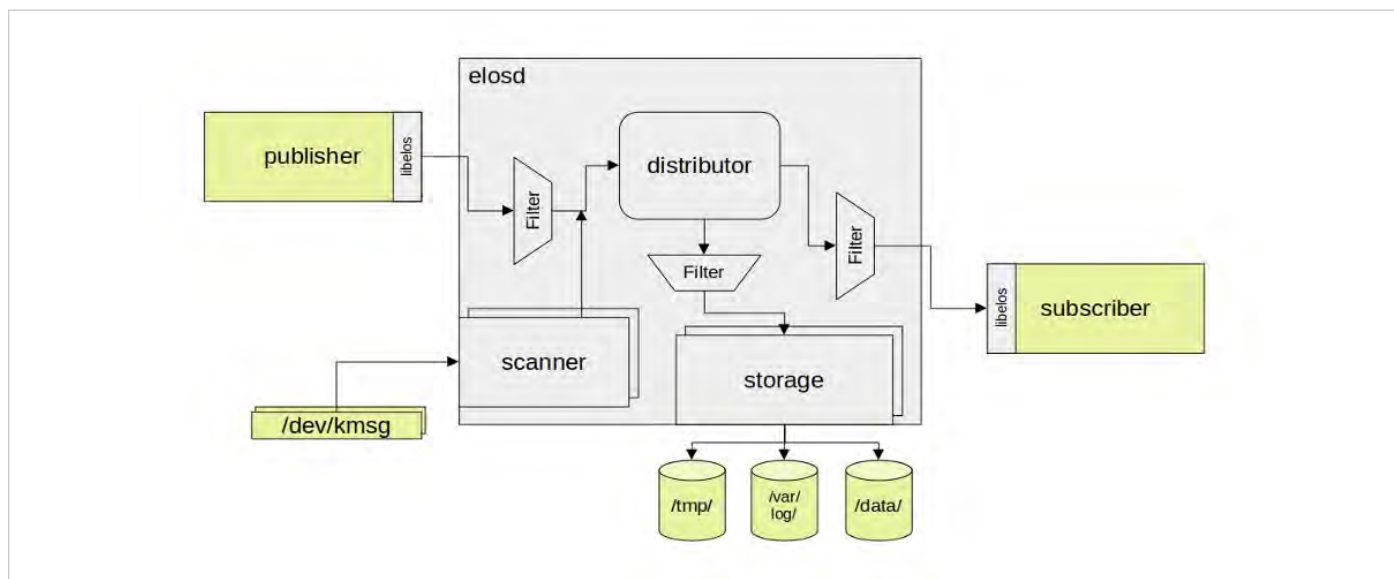 elosd
publisher
libelos
distributor
Filter
Filter
Filter
libelos
subscriber
scanner
storage
/dev/kmsg
/tmp/
/var/
log/
/data/